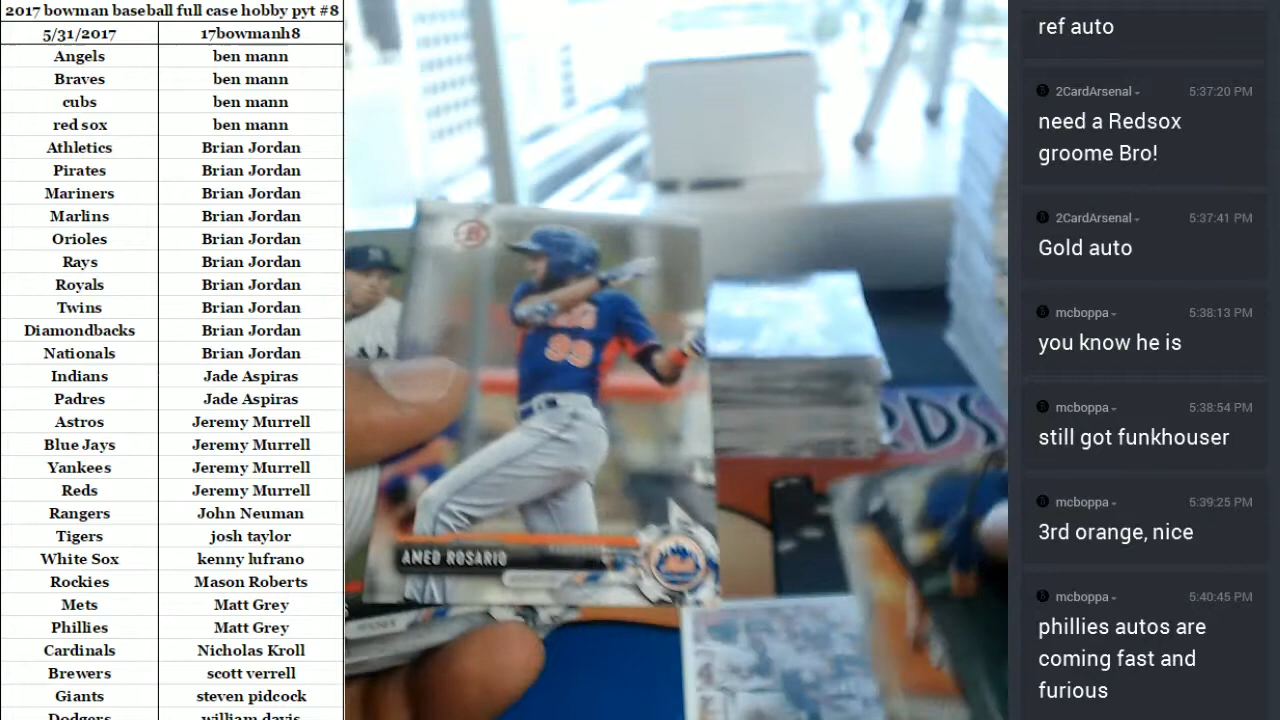 2017 bowman baseball full case hobby pyt #8
5/31/2017 17bowmanh8
Angels ben mann
Braves ben mann
cubs ben mann
red sox ben mann
Athletics Brian Jordan
Pirates Brian Jordan
Mariners Brian Jordan
Marlins Brian Jordan
Orioles Brian Jordan
Rays Brian Jordan
Royals Brian Jordan
Twins Brian Jordan
Diamondbacks Brian Jordan
Nationals Brian Jordan
Indians Jade Aspiras
Padres Jade Aspiras
Astros Jeremy Murrell
Blue Jays Jeremy Murrell
Yankees Jeremy Murrell
Reds Jeremy Murrell
Rangers John Neuman
Tigers josh taylor
White Sox kenny lufrano
Rockies Mason Roberts
Mets Matt Grey
Phillies Matt Grey
Cardinals Nicholas Kroll
Brewers scott verrell
Giants steven pidcock
Dodgers william davis
B
99
AMED ROSARIO
Mets
RDS
ref auto
2CardArsenal 5:37:20 PM
need a Redsox
groome Bro!
2CardArsenal 5:37:41 PM
Gold auto
mcboppa 5:38:13 PM
you know he is
mcboppa 5:38:54 PM
still got funkhouser
mcboppa 5:39:25 PM
3rd orange, nice
mcboppa 5:40:45 PM
phillies autos are
coming fast and
furious